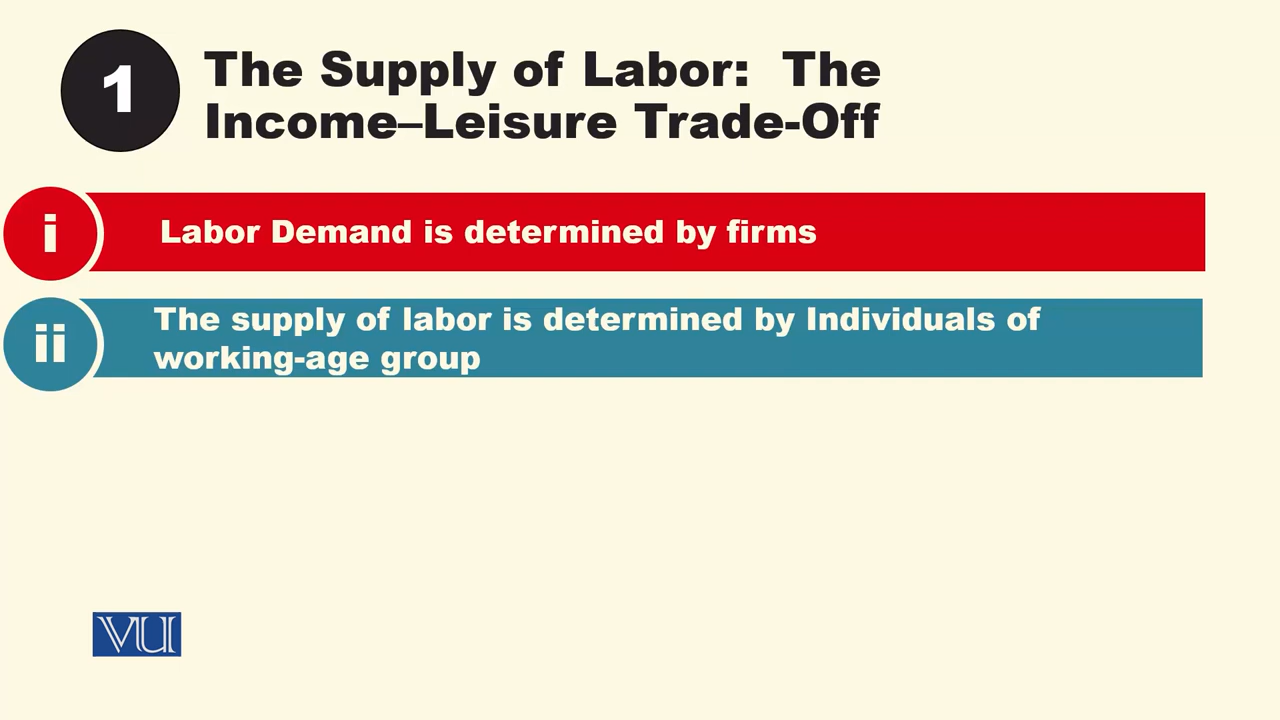 1
The Supply of Labor: The
Income–Leisure Trade-Off
i
Labor Demand is determined by firms
ii
The supply of labor is determined by Individuals of
working-age group
VU